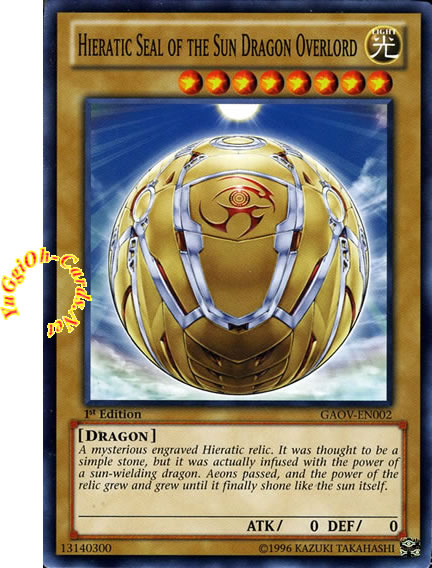 HIERATIC SEAL OF THE SUN DRAGON OVERLORD
LIGHT
光
YuGgiOh-Cards.Net
1st Edition
GAOV-EN002
[DRAGON]
A mysterious engraved Hieratic relic. It was thought to be a
simple stone, but it was actually infused with the power of
a sun-wielding dragon. Aeons passed, and the power of the
relic grew and grew until it finally shone like the sun itself.
ATK/ 0 DEF/ 0
13140300
©1996 KAZUKI TAKAHASHI